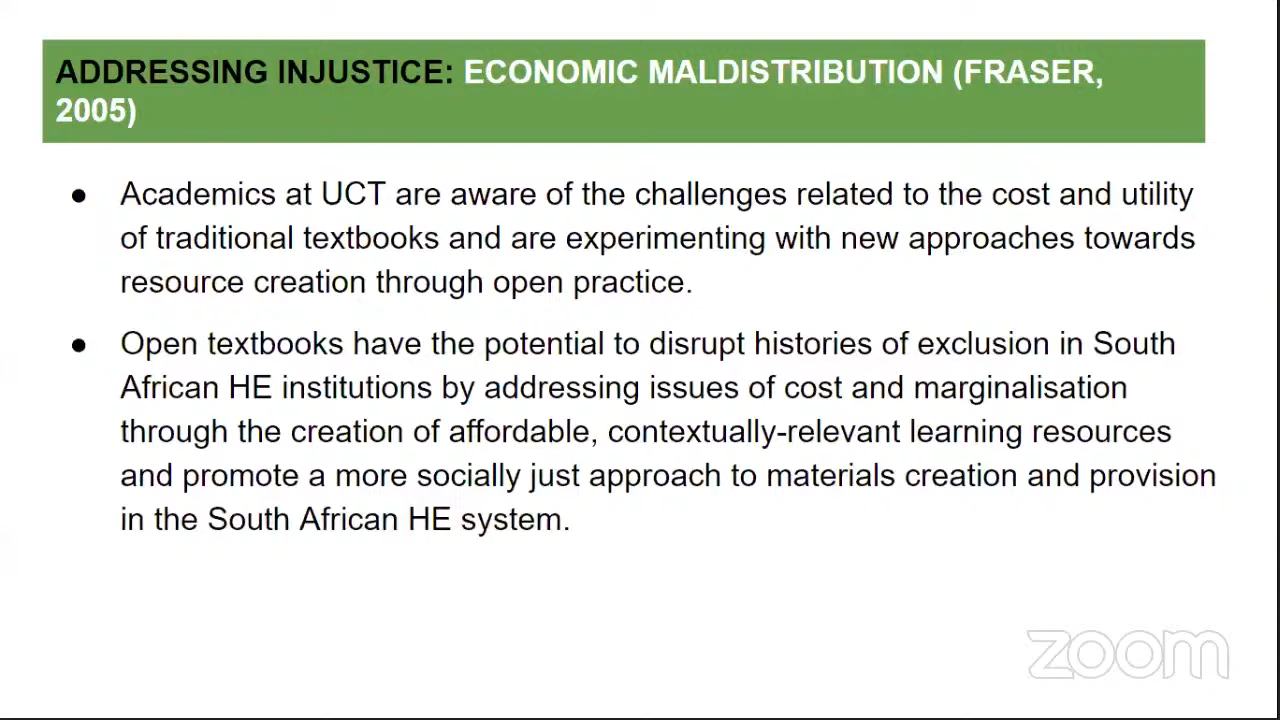 ADDRESSING INJUSTICE: ECONOMIC MALDISTRIBUTION (FRASER,
2005)
● Academics at UCT are aware of the challenges related to the cost and utility
of traditional textbooks and are experimenting with new approaches towards
resource creation through open practice.
● Open textbooks have the potential to disrupt histories of exclusion in South
African HE institutions by addressing issues of cost and marginalisation
through the creation of affordable, contextually-relevant learning resources
and promote a more socially just approach to materials creation and provision
in the South African HE system.
zoom